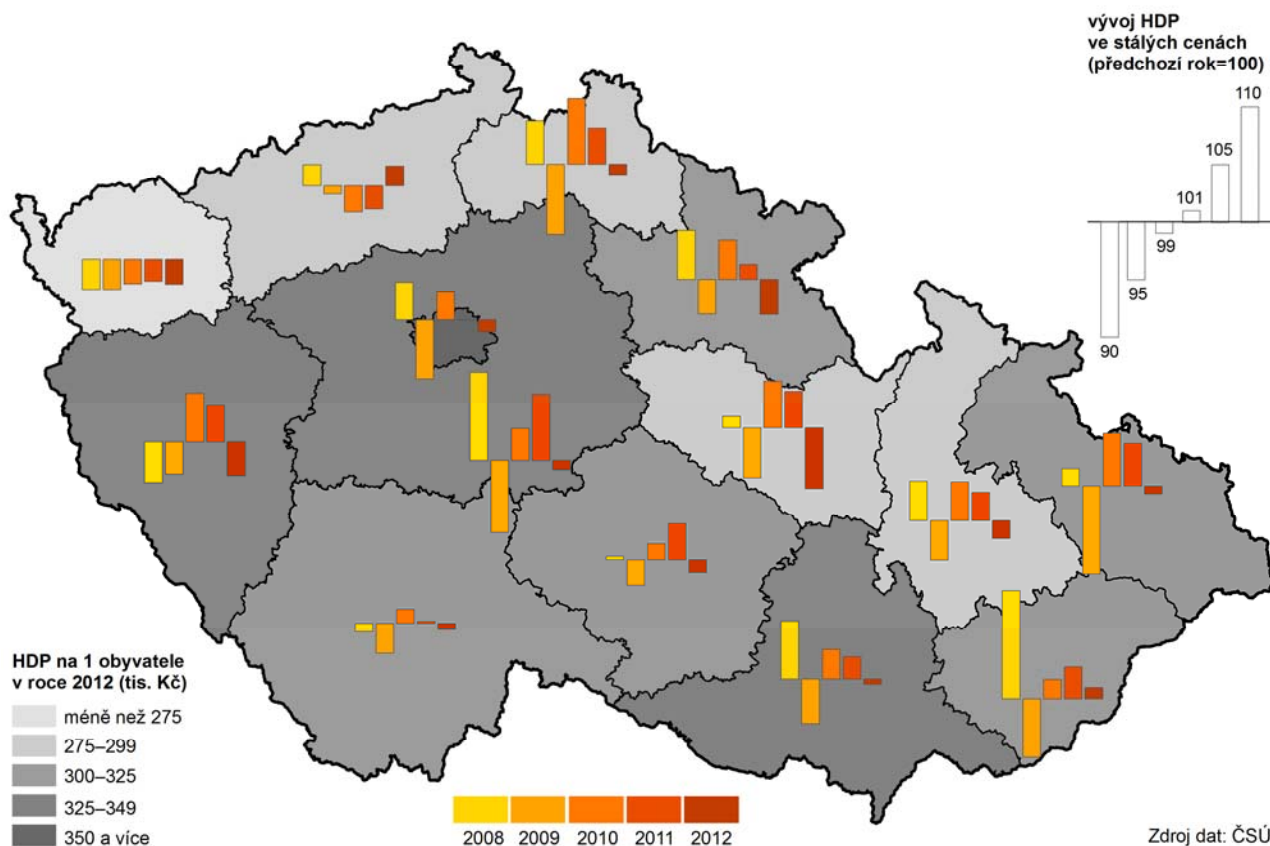 vývoj HDP
ve stálých cenách
(předchozí rok=100)
110
105
101
99
95
90
HDP na 1 obyvatele
v roce 2012 (tis. Kč)
méně než 275
275–299
300–325
325–349
350 a více
2008 2009 2010 2011 2012
Zdroj dat: ČSÚ